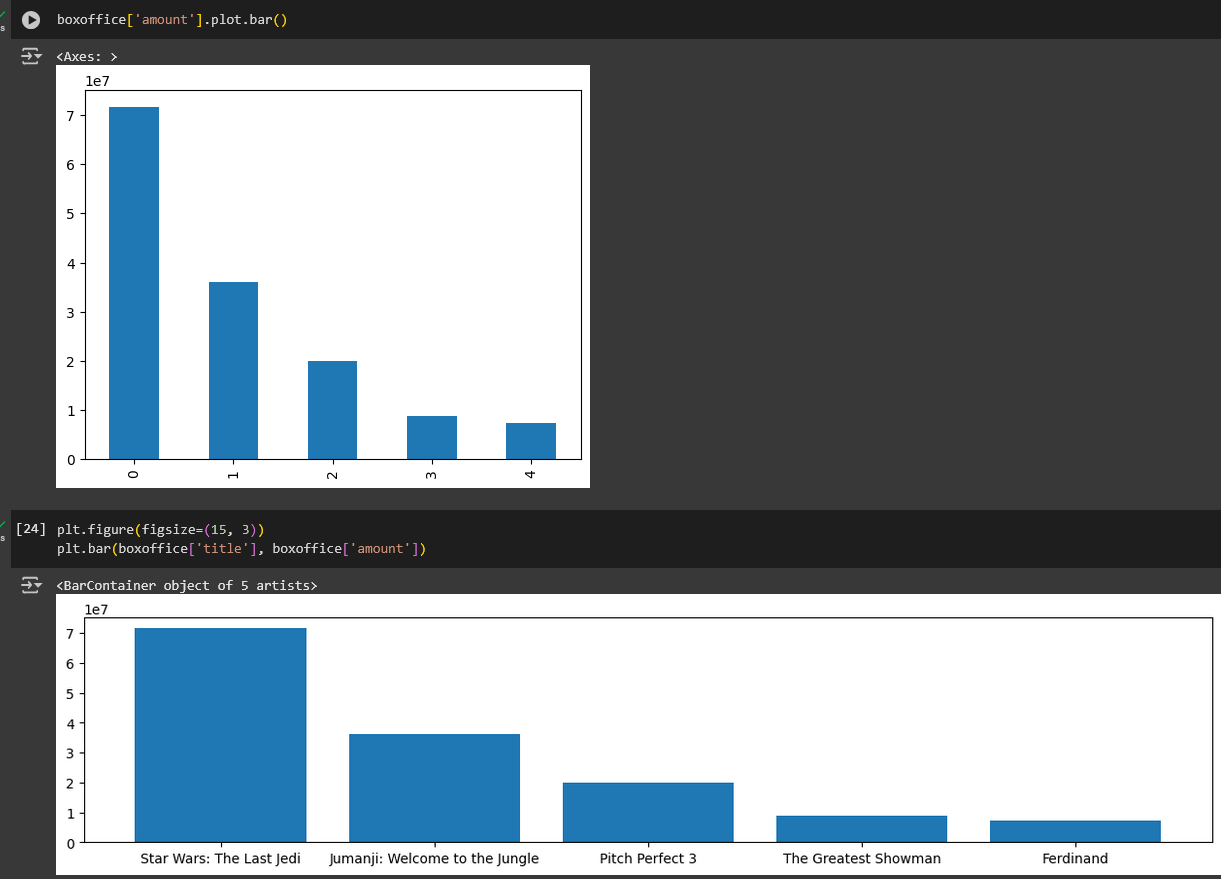 boxoffice['amount'].plot.bar()
s
<Axes: >
1e7
7
6
5
4
3
2
1
0
0 1 2 3 4
[24] plt.figure(figsize=(15, 3))
s
plt.bar(boxoffice['title'], boxoffice['amount'])
<BarContainer object of 5 artists>
1e7
7
6
5
4
3
2
1
0
Star Wars: The Last Jedi Jumanji: Welcome to the Jungle Pitch Perfect 3 The Greatest Showman Ferdinand